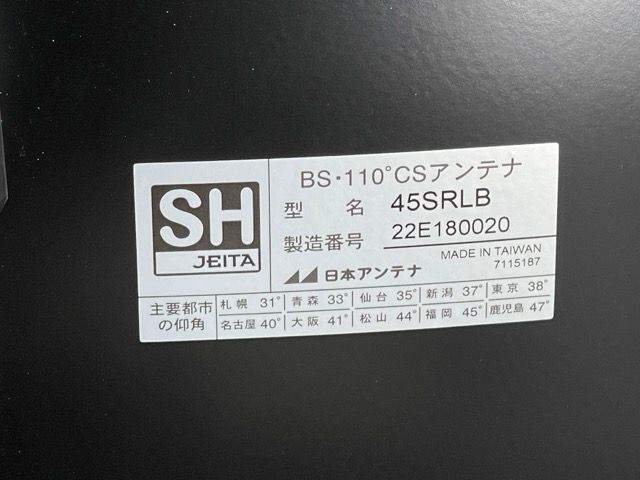 SH
JEITA
BS・110°CSアンテナ
型名 45SRLB
製造番号 22E180020
日本アンテナ
MADE IN TAIWAN
7115187
主要都市の仰角
札幌 31° 青森 33° 仙台 35° 新潟 37° 東京 38°
名古屋 40° 大阪 41° 松山 44° 福岡 45° 鹿児島 47°